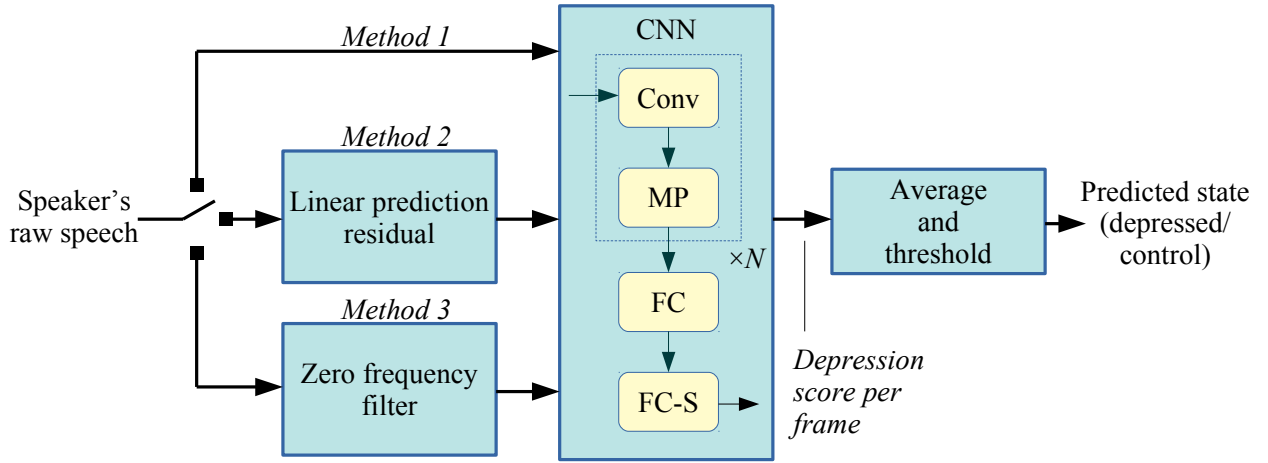 Method 1
CNN
Conv
MP
×N
FC
FC-S
Speaker's
raw speech
Method 2
Linear prediction
residual
Method 3
Zero frequency
filter
Depression
score per
frame
Average
and
threshold
Predicted state
(depressed/
control)